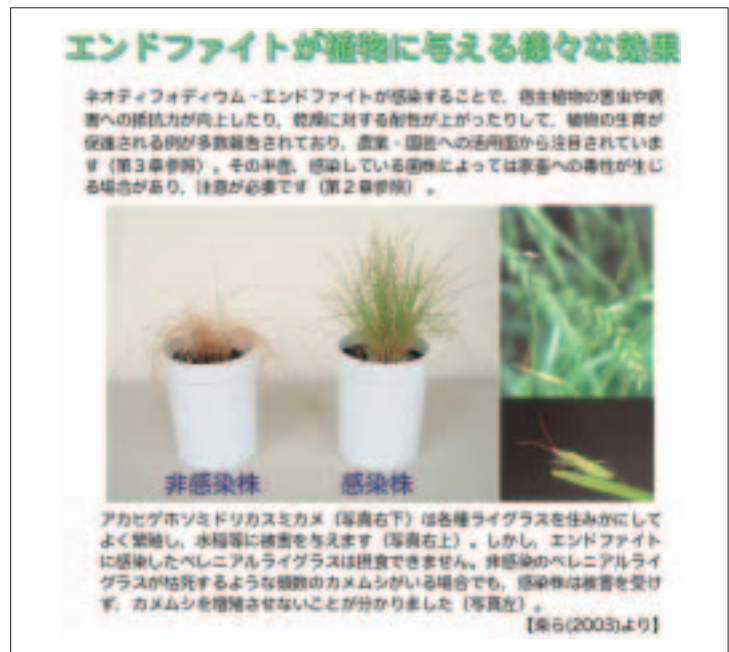 エンドファイトが植物に与える様々な効果
ネオティフォディウム・エンドファイトが感染することで、宿主植物の害虫や病
害への抵抗力が向上したり、乾燥に対する耐性が上がったりして、植物の生育が
促進される例が多数報告されており、農業・園芸への活用面から注目されていま
す（第3章参照）。その半面、感染している菌株によっては家畜への毒性が生じ
る場合があり、注意が必要です（第2章参照）。
非感染株
感染株
アカヒゲホソミドリカスミカメ（写真右下）は各種ライグラスを住みかにして
よく繁殖し、水稲等に被害を与えます（写真右上）。しかし、エンドファイト
に感染したペレニアルライグラスは摂食できません。非感染のペレニアルライ
グラスが枯死するような頭数のカメムシがいる場合でも、感染株は被害を受け
ず、カメムシを増殖させないことが分かりました（写真左）。
【柴ら(2003)より】